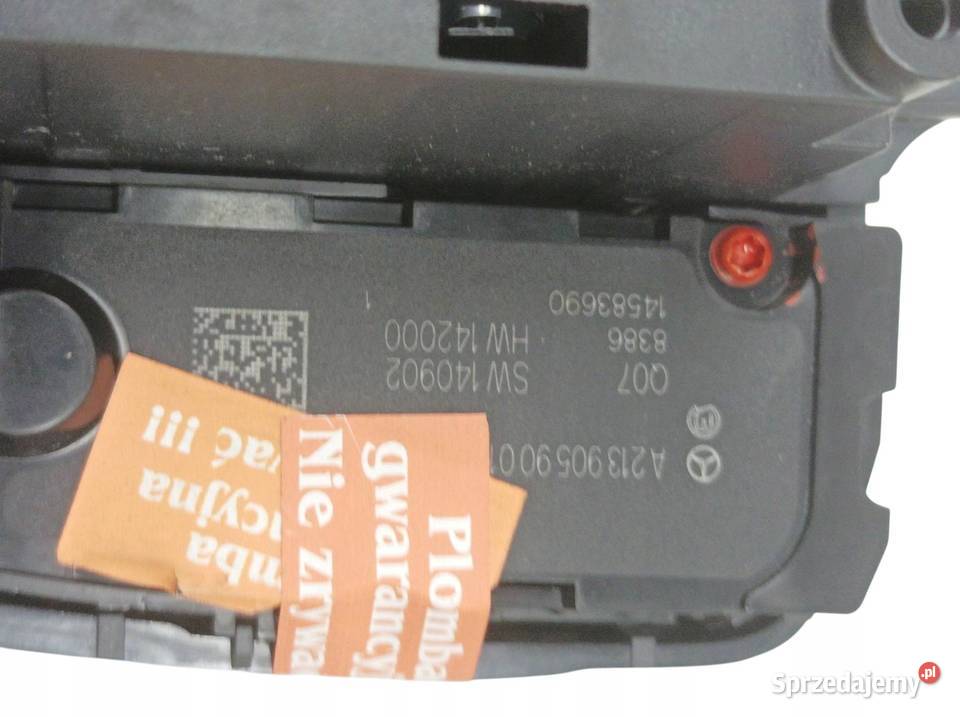 A 213 905 90 0
Q07 SW 140902
8386 HW 142000
14583690
1
Plomba
gwarancyj
Nie zrywa
mba
cyjna
ać !!!
Sprzedajemy.pl